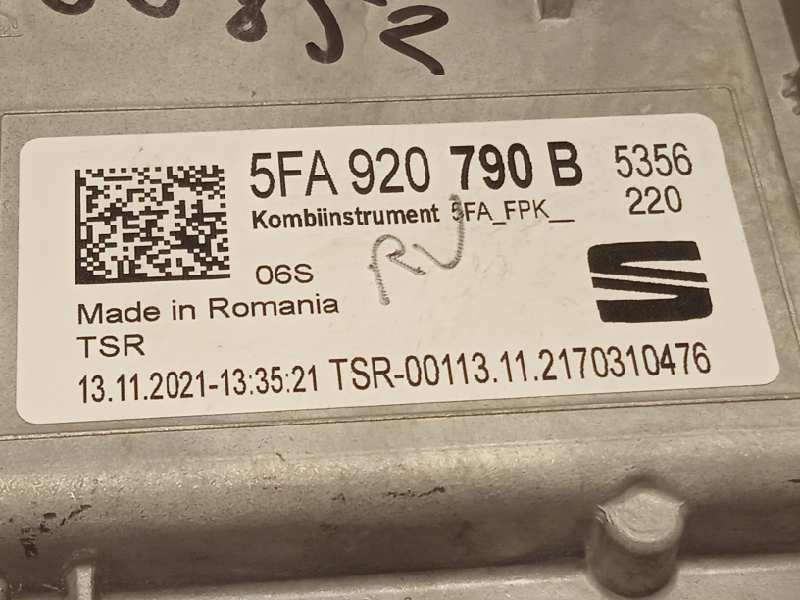 5FA 920 790 B 5356
Kombiinstrument 5FA_FPK__ 220
RV
06S
Made in Romania
TSR
13.11.2021-13:35:21 TSR-00113.11.2170310476